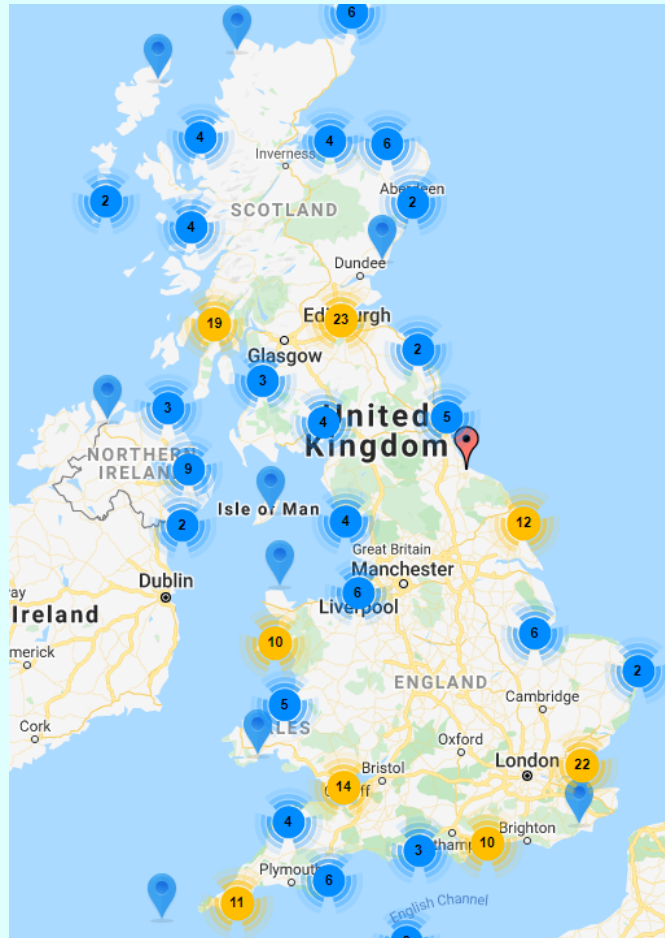 6
4
4
6
Inverness
Aberdeen
2
2
SCOTLAND
4
Dundee
19
23
Glasgow
2
3
3
4
5
United
Kingdom
NORTHERN
9
Isle of Man
4
12
2
Great Britain
Manchester
Dublin
6
Liverpool
Ireland
10
6
2
ENGLAND
Cambridge
5
Cork
Oxford
London
22
Bristol
14
4
Brighton
10
3
Plymouth
6
11
English Channel